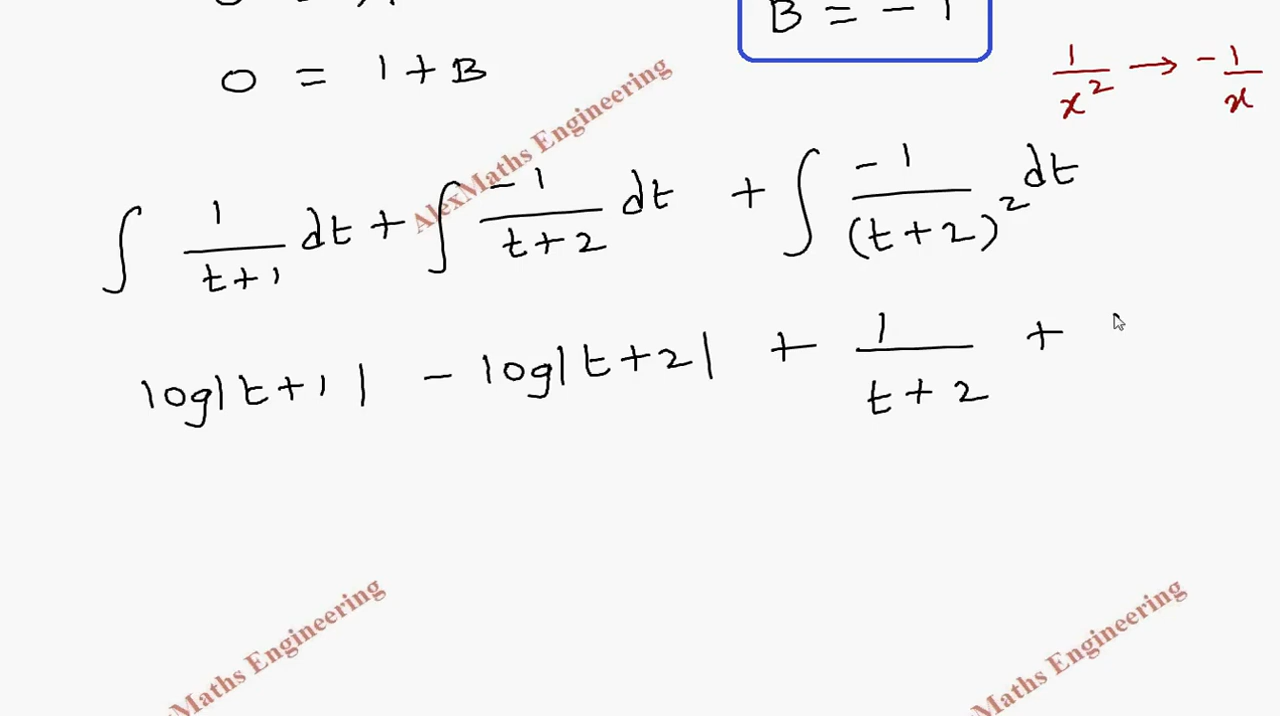 B = - 1
0 = 1 + B
1/x² → -1/x
∫ 1/(t+1) dt + ∫ -1/(t+2) dt + ∫ -1/(t+2)² dt
log|t+1| - log|t+2| + 1/(t+2) +
AlexMaths Engineering
Maths Engineering
Maths Engineering